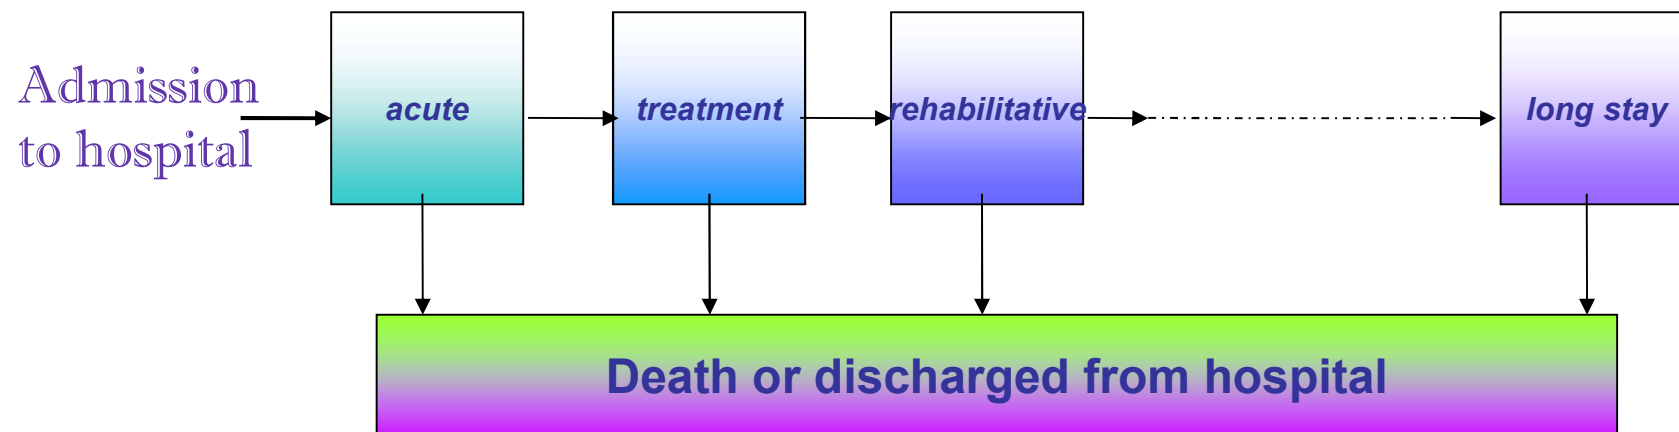 Admission
to hospital
acute
treatment
rehabilitative
long stay
Death or discharged from hospital